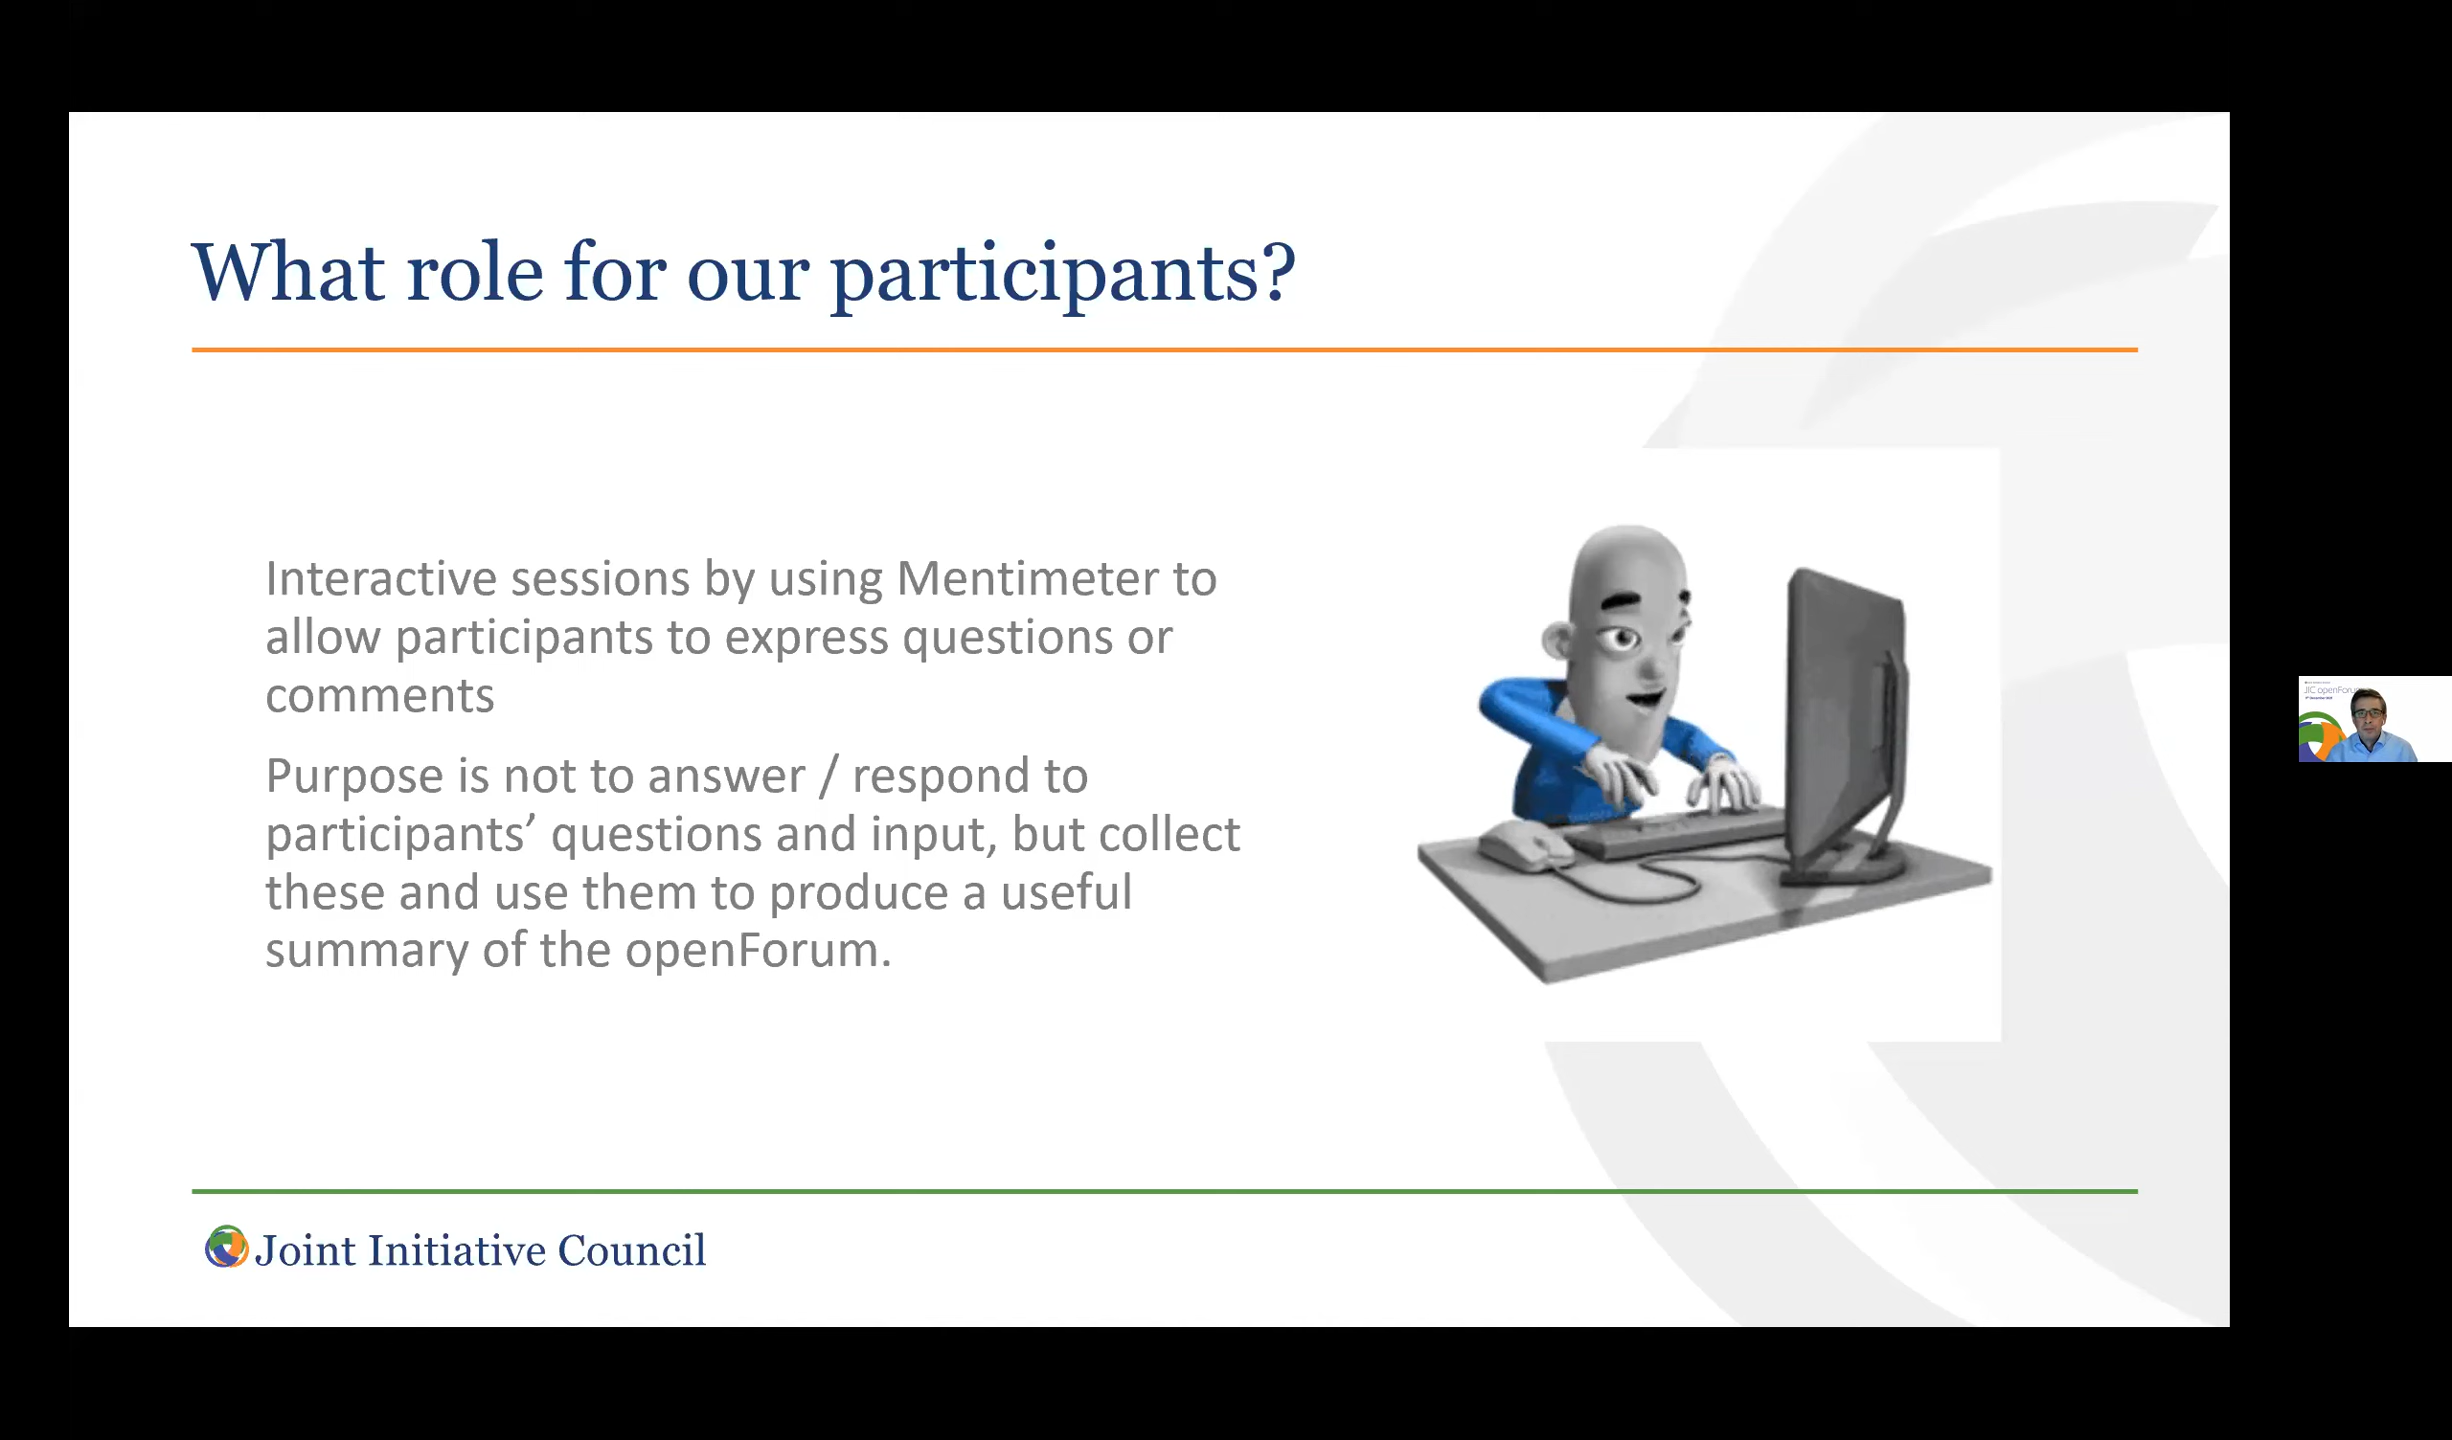 What role for our participants?
Interactive sessions by using Mentimeter to
allow participants to express questions or
comments
Purpose is not to answer / respond to
participants’ questions and input, but collect
these and use them to produce a useful
summary of the openForum.
Joint Initiative Council
JIC openForum